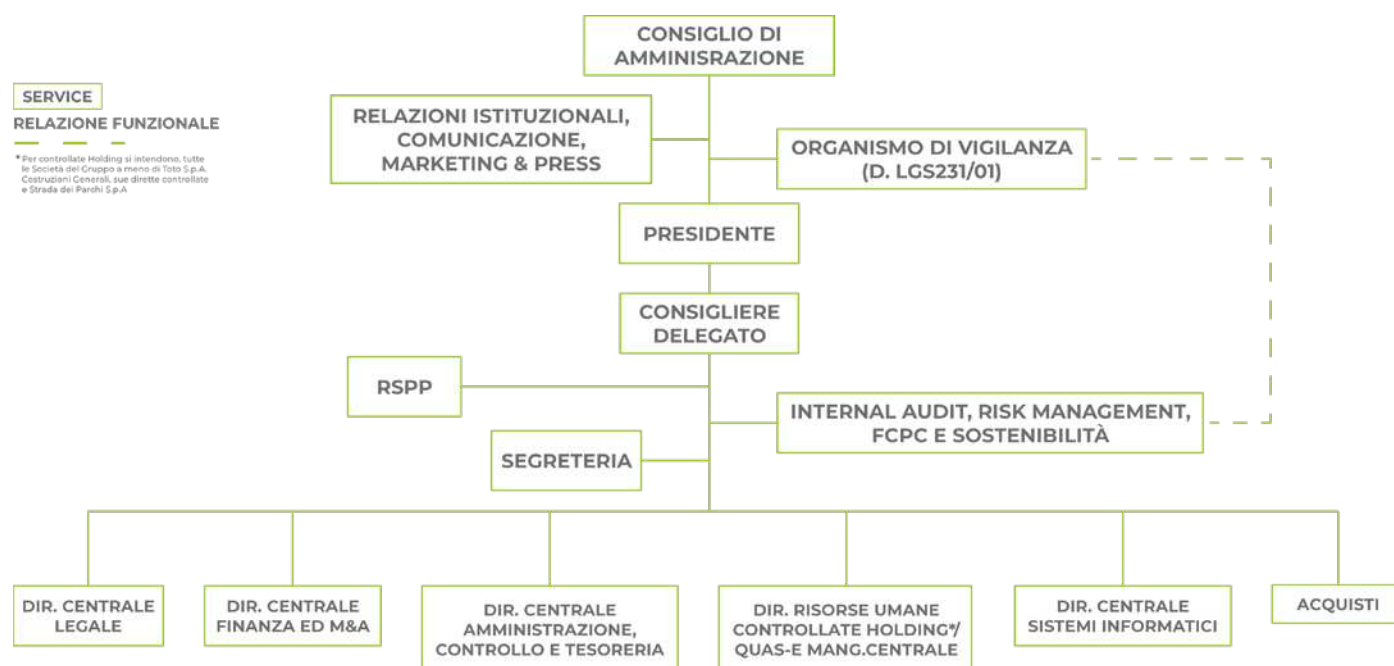 CONSIGLIO DI
AMMINISRAZIONE
SERVICE
RELAZIONE FUNZIONALE
* Per controllate Holding si intendono, tutte
le Società del Gruppo a meno di Toto S.p.A.
Costruzioni Generali, sue dirette controllate
e Strada dei Parchi S.p.A
RELAZIONI ISTITUZIONALI,
COMUNICAZIONE,
MARKETING & PRESS
ORGANISMO DI VIGILANZA
(D. LGS231/01)
PRESIDENTE
CONSIGLIERE
DELEGATO
RSPP
INTERNAL AUDIT, RISK MANAGEMENT,
FCPC E SOSTENIBILITÀ
SEGRETERIA
DIR. CENTRALE
LEGALE
DIR. CENTRALE
FINANZA ED M&A
DIR. CENTRALE
AMMINISTRAZIONE,
CONTROLLO E TESORERIA
DIR. RISORSE UMANE
CONTROLLATE HOLDING*/
QUAS-E MANG.CENTRALE
DIR. CENTRALE
SISTEMI INFORMATICI
ACQUISTI